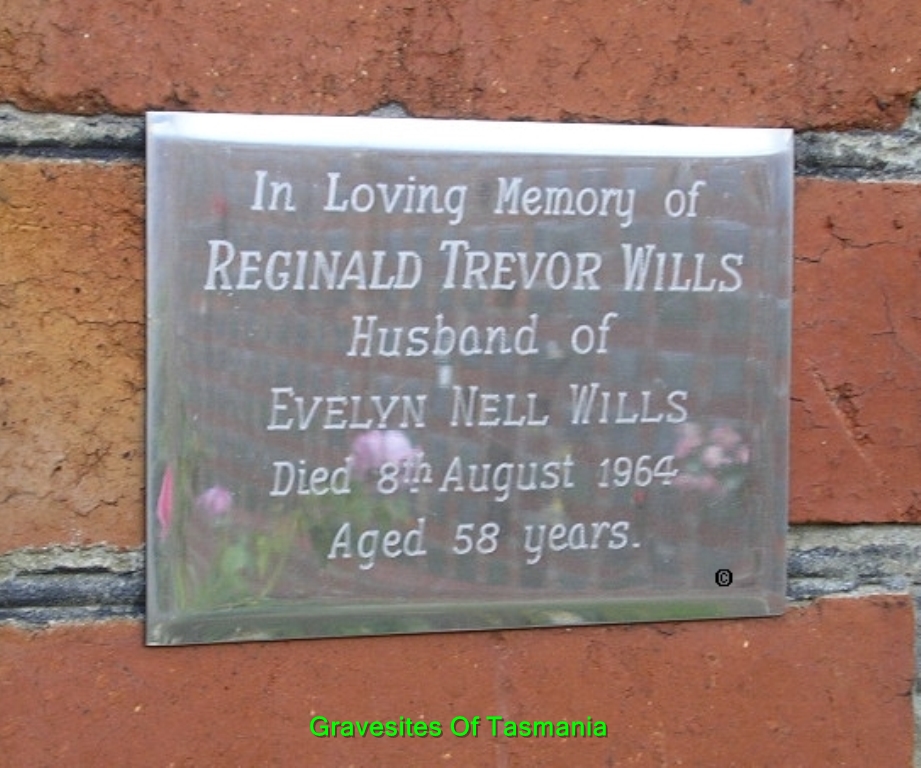 In Loving Memory of
REGINALD TREVOR WILLS
Husband of
EVELYN NELL WILLS
Died 8th August 1964
Aged 58 years.
©
Gravesites Of Tasmania